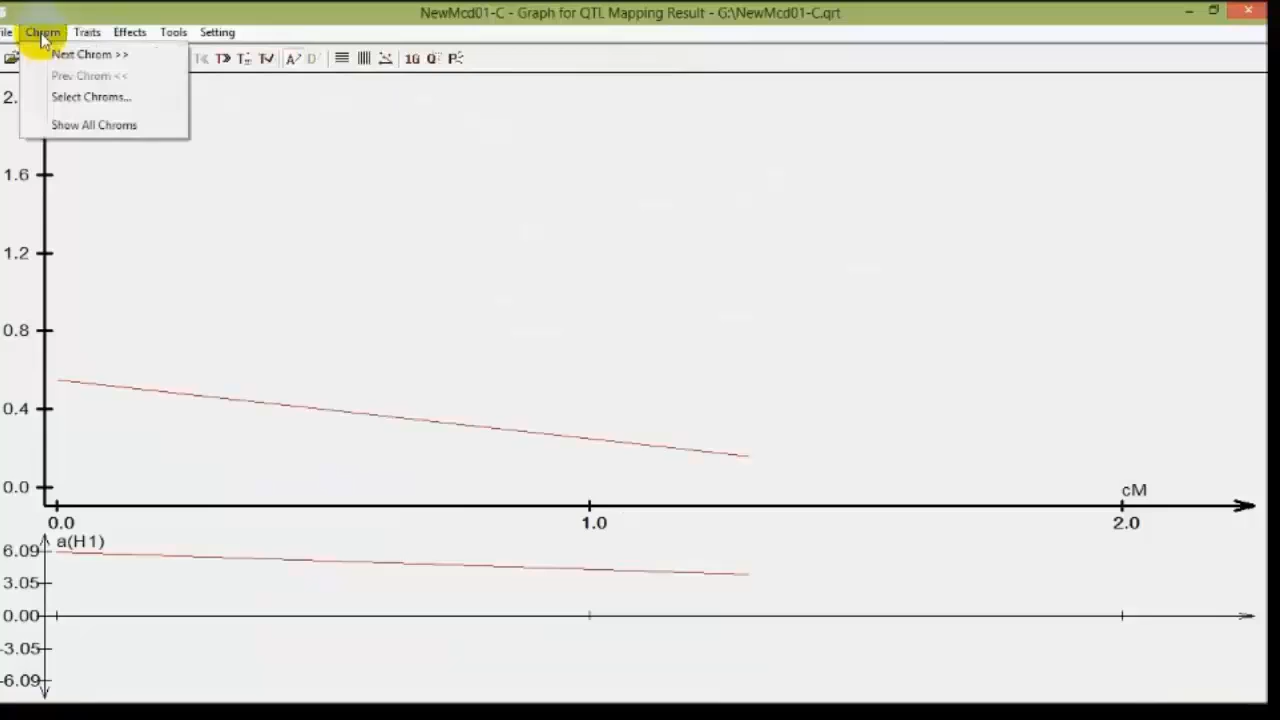 NewMcd01-C - Graph for QTL Mapping Result - G:\NewMcd01-C.qrt
ile Chrom Traits Effects Tools Setting
Next Chrom >>
Prev Chrom <<
Select Chroms...
Show All Chroms
T< T> T- T A D 1G Q P
2.
1.6
1.2
0.8
0.4
0.0
cM
0.0 1.0 2.0
a(H1)
6.09
3.05
0.00
-3.05
-6.09